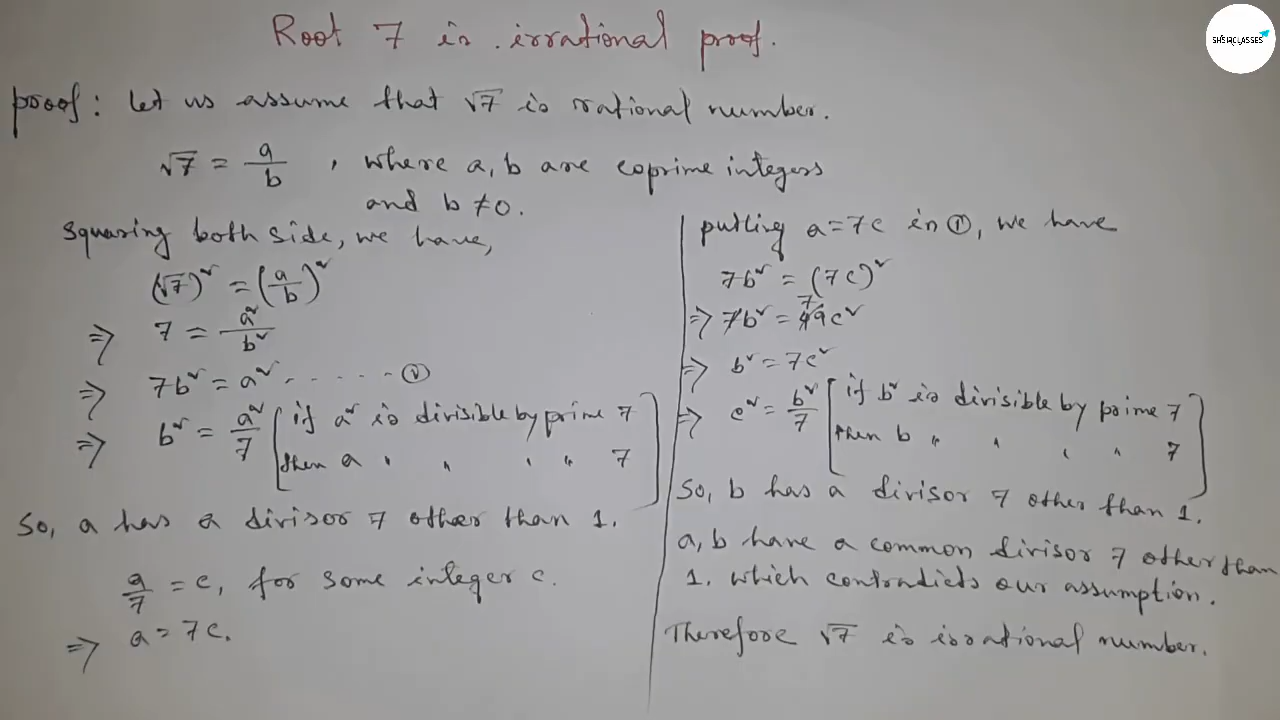 Root 7 is irrational proof.
SHSIRCLASSES
proof: Let us assume that √7 is rational number.
√7 = a/b , where a, b are coprime integers
and b ≠ 0.
Squaring both side, we have,
(√7)² = (a/b)²
⇒ 7 = a²/b²
⇒ 7b² = a² - - - - - - ①
⇒ b² = a²/7 [if a² is divisible by prime 7
then a " " " " 7]
So, a has a divisor 7 other than 1.
a/7 = c, for some integer c.
⇒ a = 7c.
putting a = 7c in ①, we have
7b² = (7c)²
⇒ 7b² = 49c² 7
⇒ b² = 7c²
⇒ c² = b²/7 [if b² is divisible by prime 7
then b " " " " 7]
So, b has a divisor 7 other than 1.
a, b have a common divisor 7 other than
1. which contradicts our assumption.
Therefore √7 is irrational number.